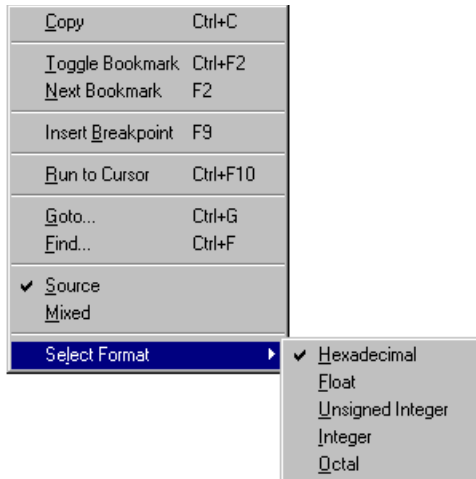 Copy Ctrl+C
Toggle Bookmark Ctrl+F2
Next Bookmark F2
Insert Breakpoint F9
Run to Cursor Ctrl+F10
Goto... Ctrl+G
Find... Ctrl+F
Source
Mixed
Select Format
Hexadecimal
Float
Unsigned Integer
Integer
Octal